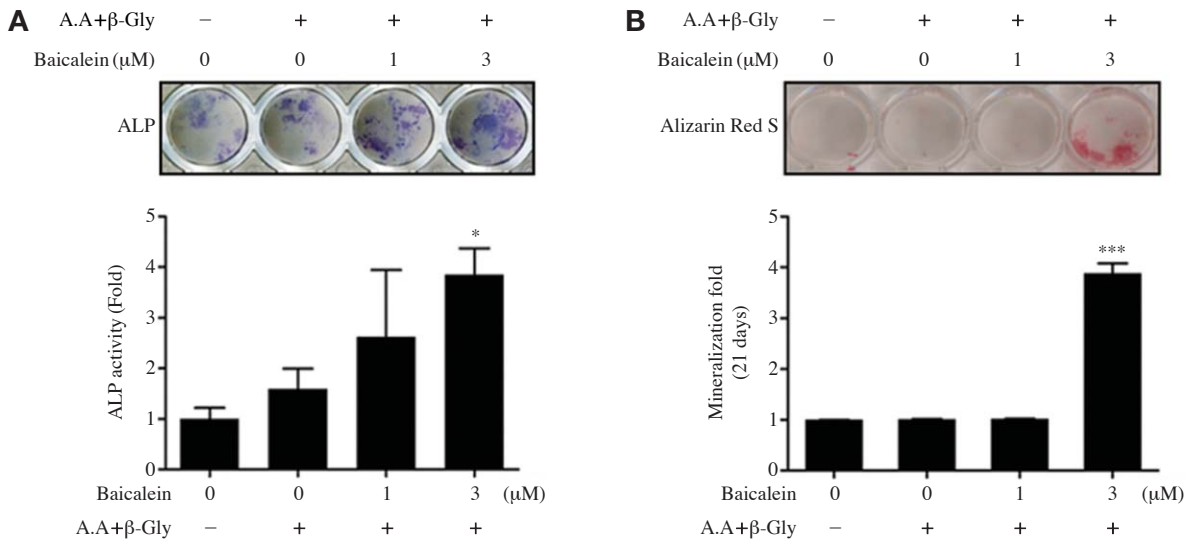 A
A.A+β-Gly − + + +
Baicalein (μM) 0 0 1 3
ALP
5
4
3
2
1
0
ALP activity (Fold)
*
Baicalein 0 0 1 3 (μM)
A.A+β-Gly − + + +
B
A.A+β-Gly − + + +
Baicalein (μM) 0 0 1 3
Alizarin Red S
5
4
3
2
1
0
Mineralization fold
(21 days)
***
Baicalein 0 0 1 3 (μM)
A.A+β-Gly − + + +